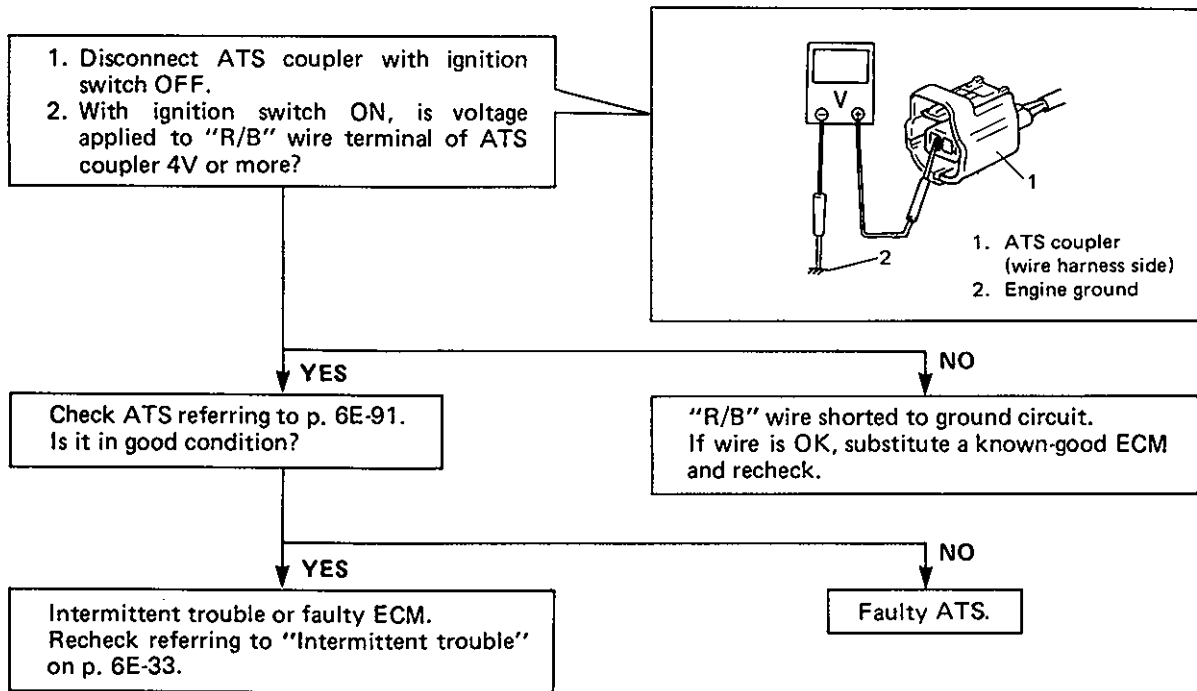 1. Disconnect ATS coupler with ignition
switch OFF.
2. With ignition switch ON, is voltage
applied to "R/B" wire terminal of ATS
coupler 4V or more?
V
1
2
1. ATS coupler
(wire harness side)
2. Engine ground
YES
NO
Check ATS referring to p. 6E-91.
Is it in good condition?
"R/B" wire shorted to ground circuit.
If wire is OK, substitute a known-good ECM
and recheck.
YES
NO
Intermittent trouble or faulty ECM.
Recheck referring to "Intermittent trouble"
on p. 6E-33.
Faulty ATS.